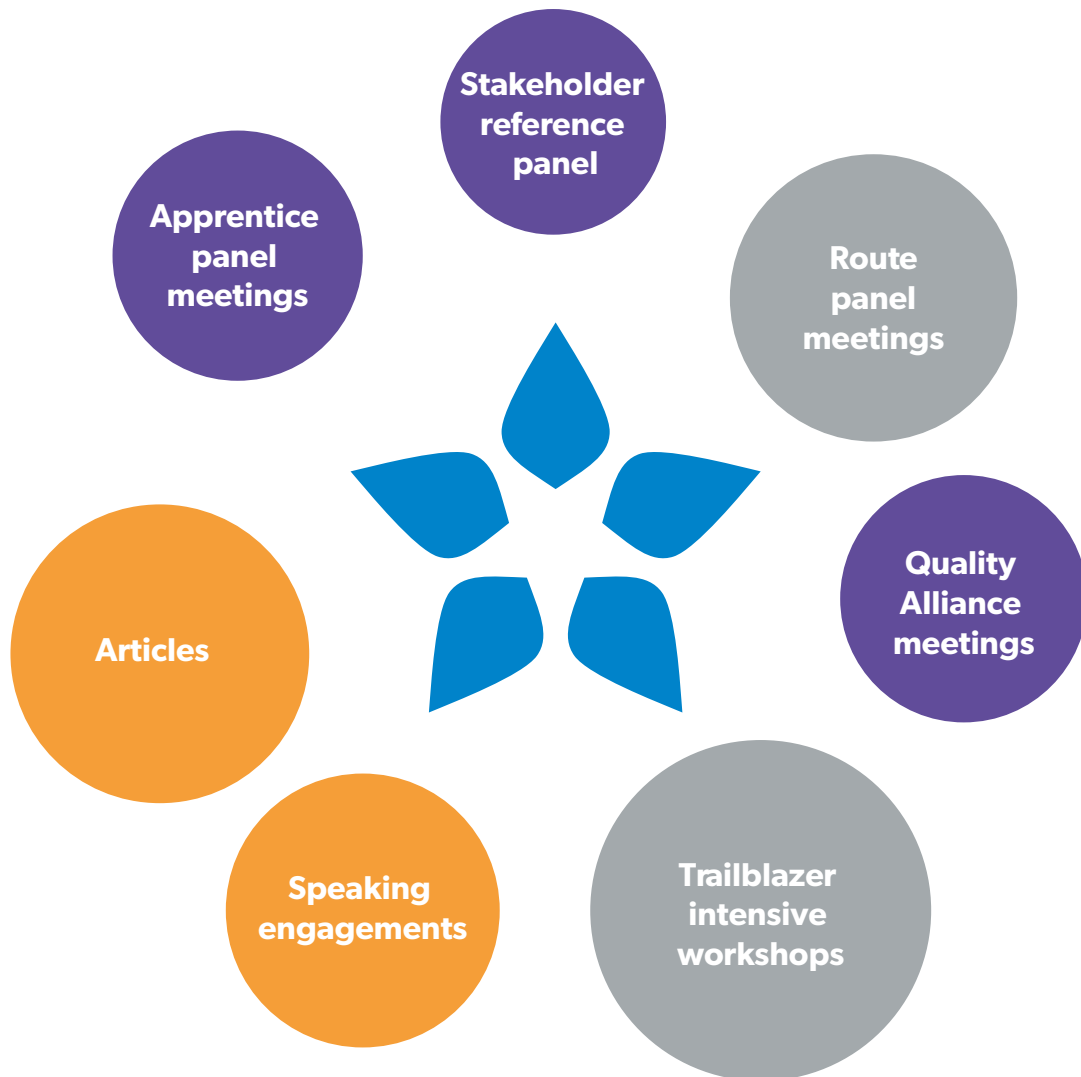 Stakeholder
reference
panel
Apprentice
panel
meetings
Route
panel
meetings
Quality
Alliance
meetings
Articles
Speaking
engagements
Trailblazer
intensive
workshops